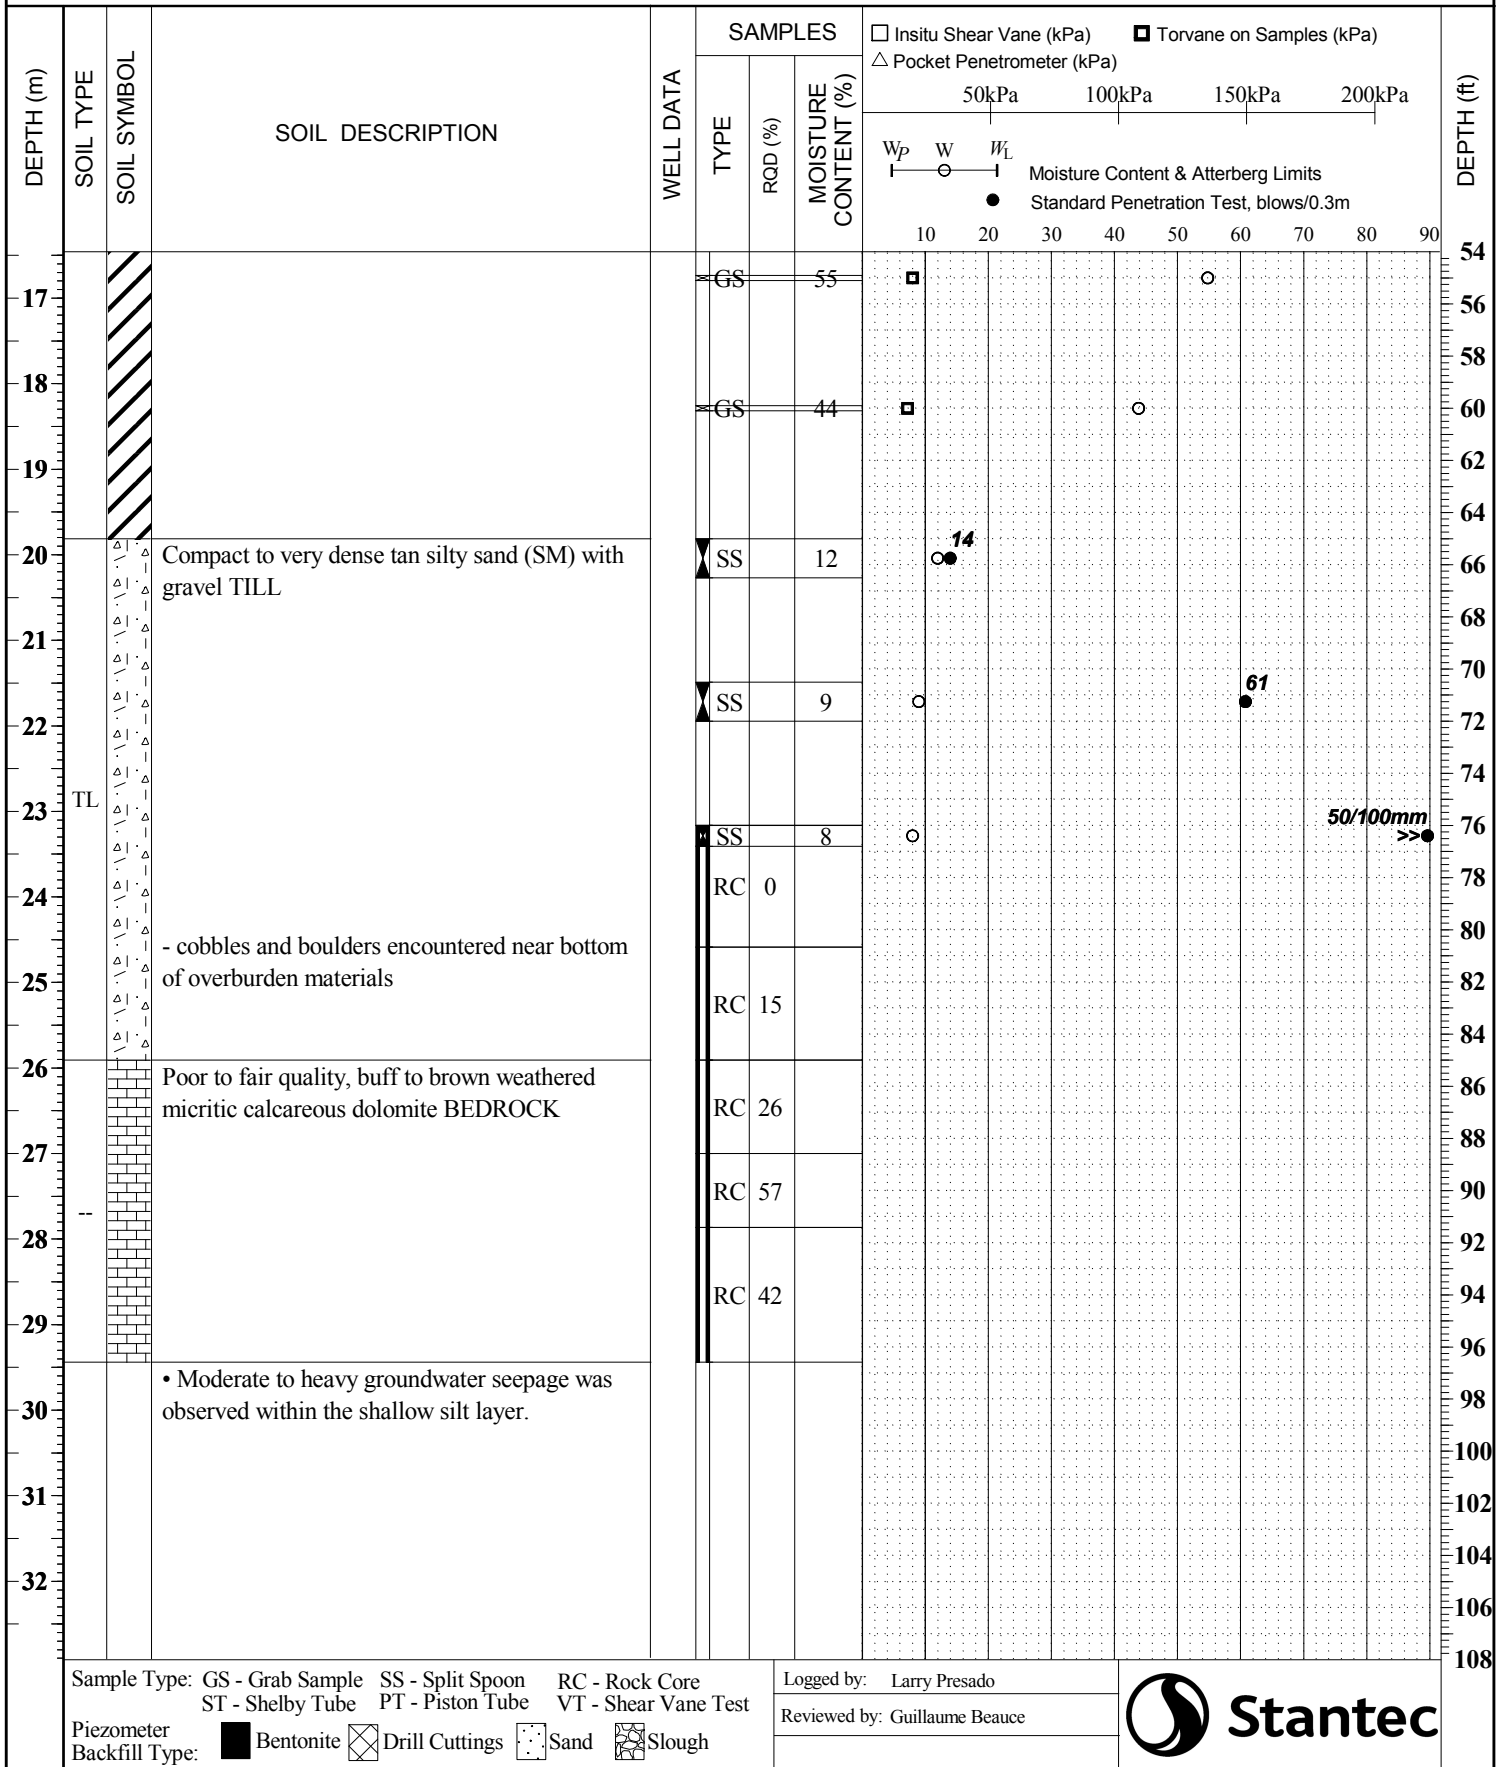 DEPTH (m)
SOIL TYPE
SOIL SYMBOL
SOIL DESCRIPTION
WELL DATA
SAMPLES
TYPE
RQD (%)
MOISTURE
CONTENT (%)
Insitu Shear Vane (kPa) Torvane on Samples (kPa)
Pocket Penetrometer (kPa)
50kPa 100kPa 150kPa 200kPa
WP W WL
Moisture Content & Atterberg Limits
Standard Penetration Test, blows/0.3m
10 20 30 40 50 60 70 80 90
DEPTH (ft)
54
GS 55
17
56
58
18
GS 44
60
19
62
64
14
20
Compact to very dense tan silty sand (SM) with
SS 12
66
gravel TILL
21
68
70
61
SS 9
22
72
74
TL
23
50/100mm
SS 8
>>
76
RC 0
78
24
80
- cobbles and boulders encountered near bottom
of overburden materials
25
82
RC 15
84
26
Poor to fair quality, buff to brown weathered
86
micritic calcareous dolomite BEDROCK
RC 26
88
27
RC 57
90
--
28
92
RC 42
94
29
96
• Moderate to heavy groundwater seepage was
98
observed within the shallow silt layer.
30
100
31
102
104
32
106
108
Sample Type: GS - Grab Sample SS - Split Spoon RC - Rock Core
ST - Shelby Tube PT - Piston Tube VT - Shear Vane Test
Piezometer
Backfill Type:
Bentonite Drill Cuttings Sand Slough
Logged by: Larry Presado
Reviewed by: Guillaume Beauce
Stantec